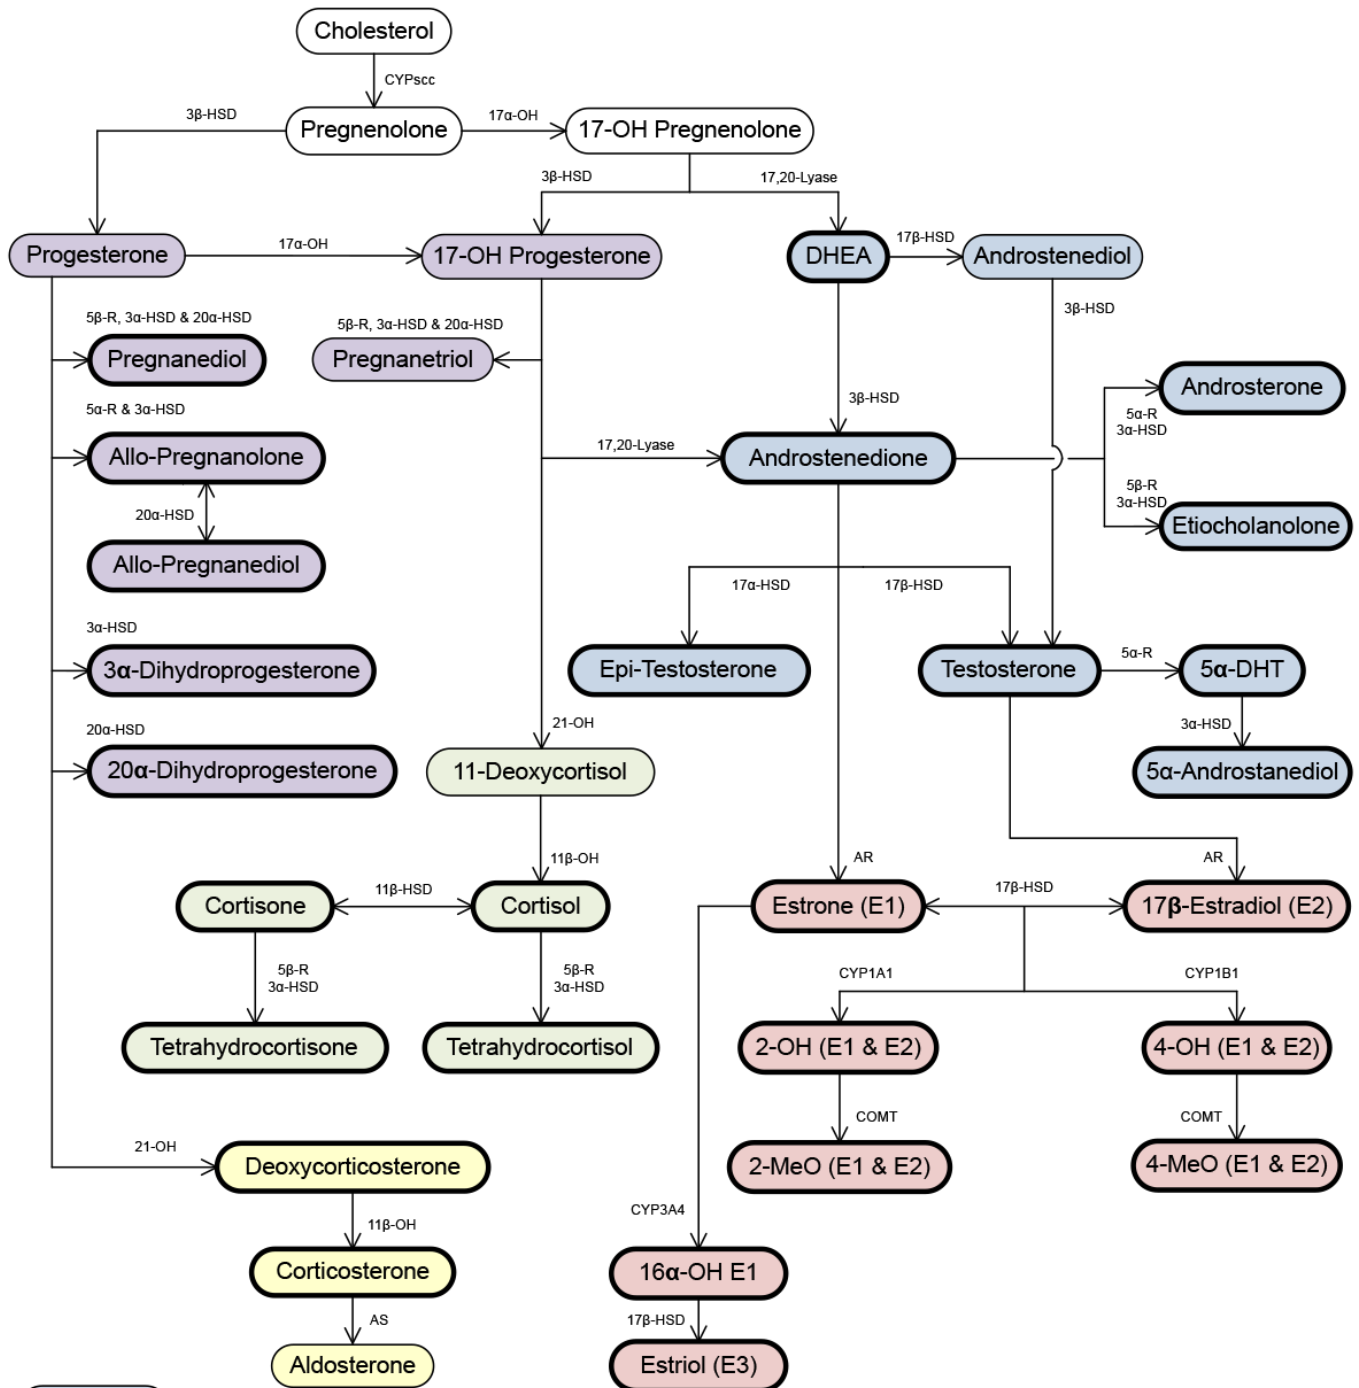 Cholesterol
CYPscc
3β-HSD
Pregnenolone
17α-OH
17-OH Pregnenolone
3β-HSD
17,20-Lyase
Progesterone
17α-OH
17-OH Progesterone
DHEA
17β-HSD
Androstenediol
5β-R, 3α-HSD & 20α-HSD
5β-R, 3α-HSD & 20α-HSD
3β-HSD
Pregnanediol
Pregnanetriol
Androsterone
5α-R & 3α-HSD
3β-HSD
5α-R
3α-HSD
Allo-Pregnanolone
17,20-Lyase
Androstenedione
5β-R
3α-HSD
20α-HSD
Etiocholanolone
Allo-Pregnanediol
17α-HSD
17β-HSD
3α-HSD
3α-Dihydroprogesterone
Epi-Testosterone
Testosterone
5α-R
5α-DHT
20α-HSD
21-OH
3α-HSD
20α-Dihydroprogesterone
11-Deoxycortisol
5α-Androstanediol
11β-OH
AR
AR
Cortisone
11β-HSD
Cortisol
Estrone (E1)
17β-HSD
17β-Estradiol (E2)
5β-R
3α-HSD
5β-R
3α-HSD
CYP1A1
CYP1B1
Tetrahydrocortisone
Tetrahydrocortisol
2-OH (E1 & E2)
4-OH (E1 & E2)
COMT
COMT
21-OH
Deoxycorticosterone
2-MeO (E1 & E2)
4-MeO (E1 & E2)
11β-OH
CYP3A4
Corticosterone
16α-OH E1
AS
17β-HSD
Aldosterone
Estriol (E3)